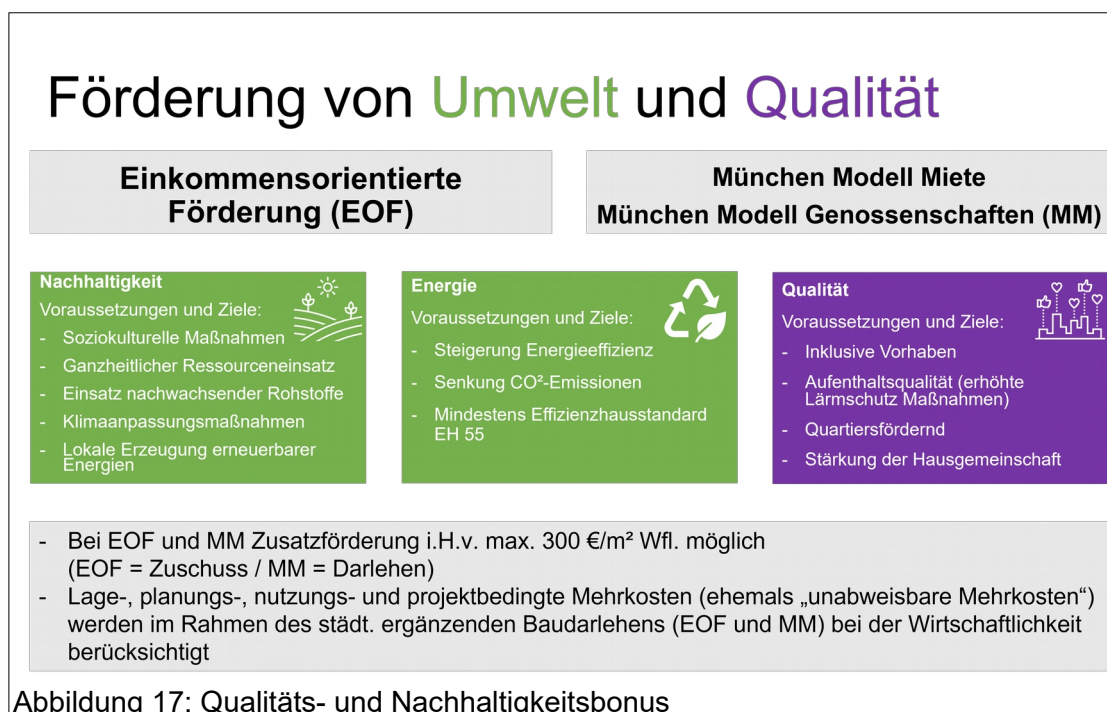 Förderung von Umwelt und Qualität
Einkommensorientierte
Förderung (EOF)
München Modell Miete
München Modell Genossenschaften (MM)
Nachhaltigkeit
Voraussetzungen und Ziele:
- Soziokulturelle Maßnahmen
- Ganzheitlicher Ressourceneinsatz
- Einsatz nachwachsender Rohstoffe
- Klimaanpassungsmaßnahmen
- Lokale Erzeugung erneuerbarer
Energien
Energie
Voraussetzungen und Ziele:
- Steigerung Energieeffizienz
- Senkung CO²-Emissionen
- Mindestens Effizienzhausstandard
EH 55
Qualität
Voraussetzungen und Ziele:
- Inklusive Vorhaben
- Aufenthaltsqualität (erhöhte
Lärmschutz Maßnahmen)
- Quartiersfördernd
- Stärkung der Hausgemeinschaft
- Bei EOF und MM Zusatzförderung i.H.v. max. 300 €/m² Wfl. möglich
(EOF = Zuschuss / MM = Darlehen)
- Lage-, planungs-, nutzungs- und projektbedingte Mehrkosten (ehemals „unabweisbare Mehrkosten“)
werden im Rahmen des städt. ergänzenden Baudarlehens (EOF und MM) bei der Wirtschaftlichkeit
berücksichtigt
Abbildung 17: Qualitäts- und Nachhaltigkeitsbonus